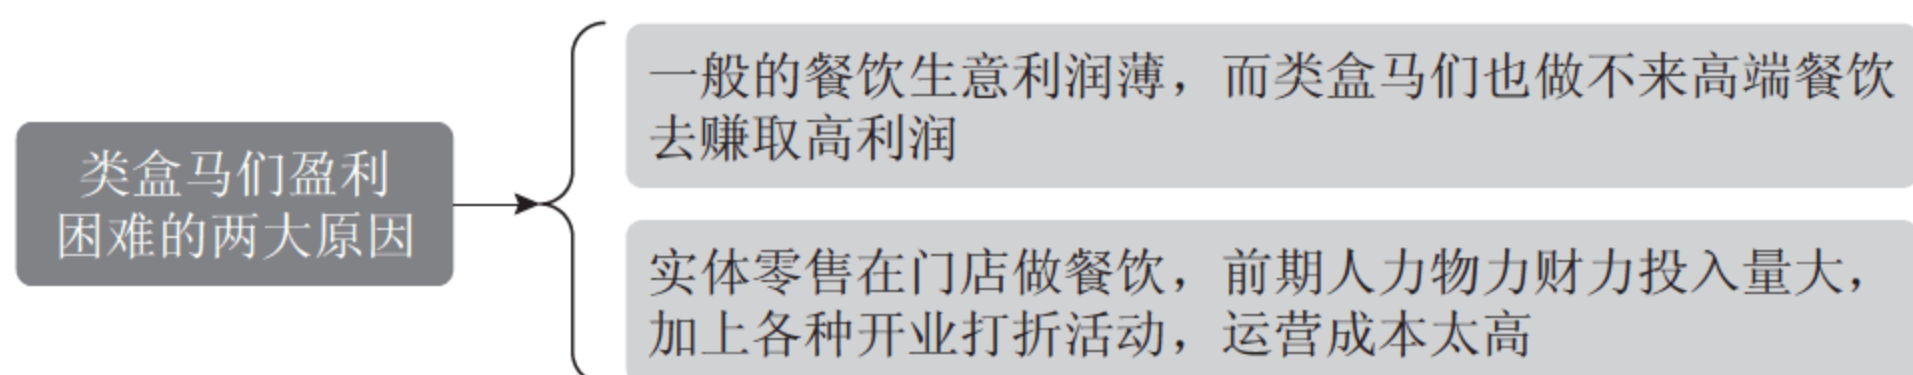 类盒马们盈利
困难的两大原因
一般的餐饮生意利润薄，而类盒马们也做不来高端餐饮
去赚取高利润
实体零售在门店做餐饮，前期人力物力财力投入量大，
加上各种开业打折活动，运营成本太高